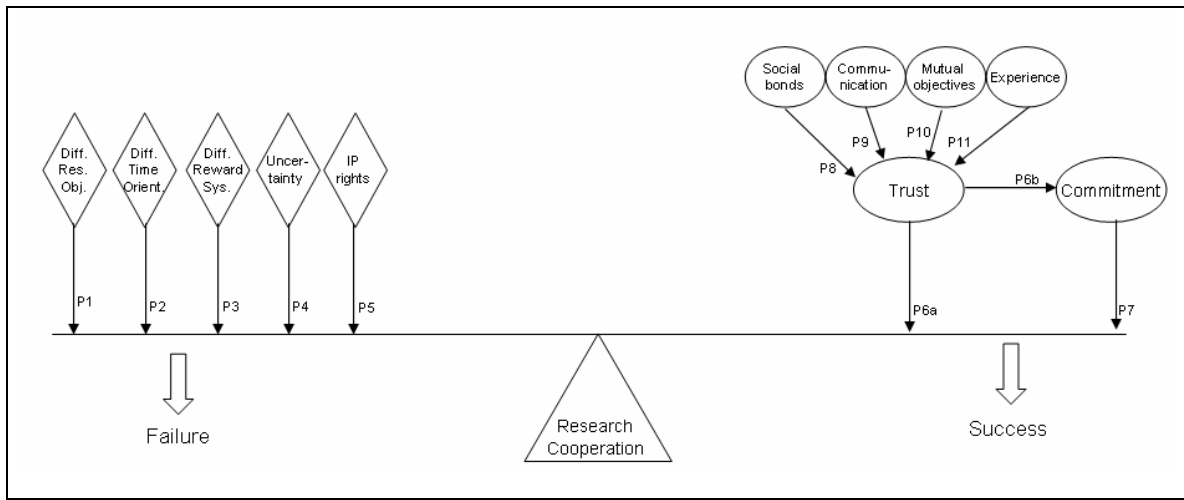 Social
bonds
Commu-
nication
Mutual
objectives
Experience
P8
P9
P10
P11
Diff.
Res.
Obj.
Diff.
Time
Orient.
Diff.
Reward
Sys.
Uncer-
tainty
IP
rights
Trust
P6b
Commitment
P1
P2
P3
P4
P5
P6a
P7
Failure
Research
Cooperation
Success